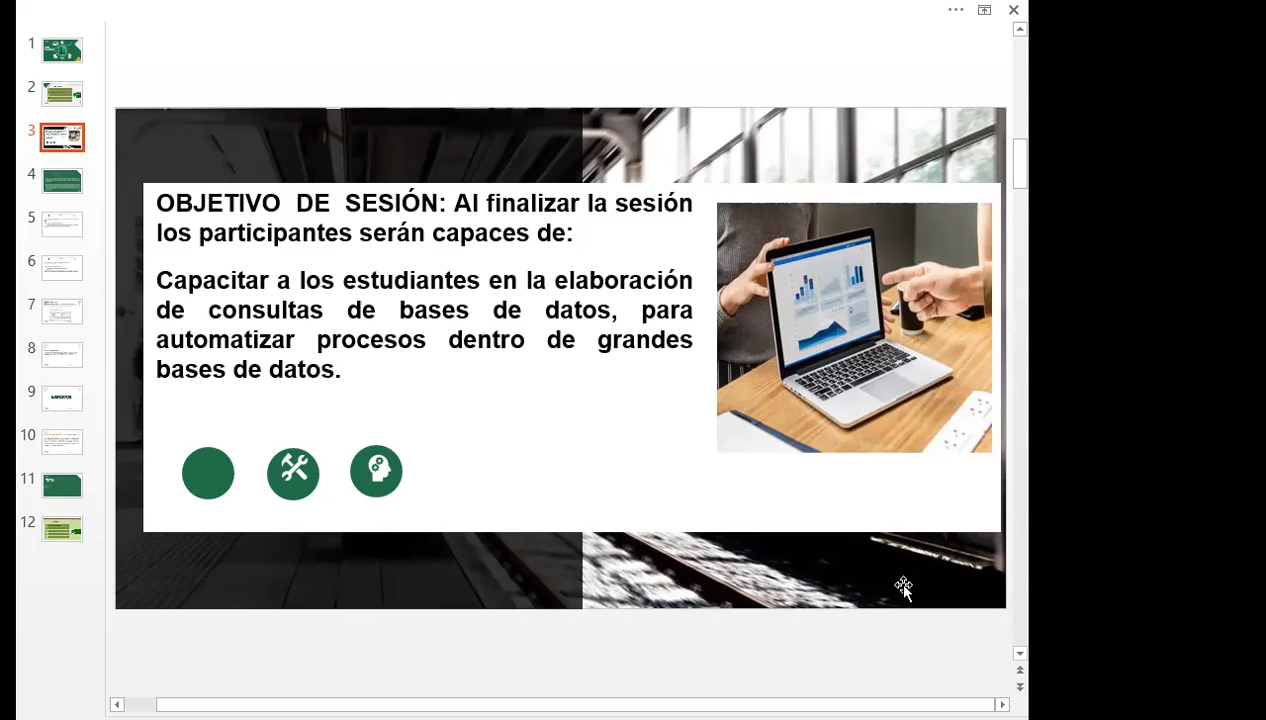 1
2
3
4
5
6
7
8
9
10
11
12
OBJETIVO DE SESIÓN: Al finalizar la sesión
los participantes serán capaces de:
Capacitar a los estudiantes en la elaboración
de consultas de bases de datos, para
automatizar procesos dentro de grandes
bases de datos.